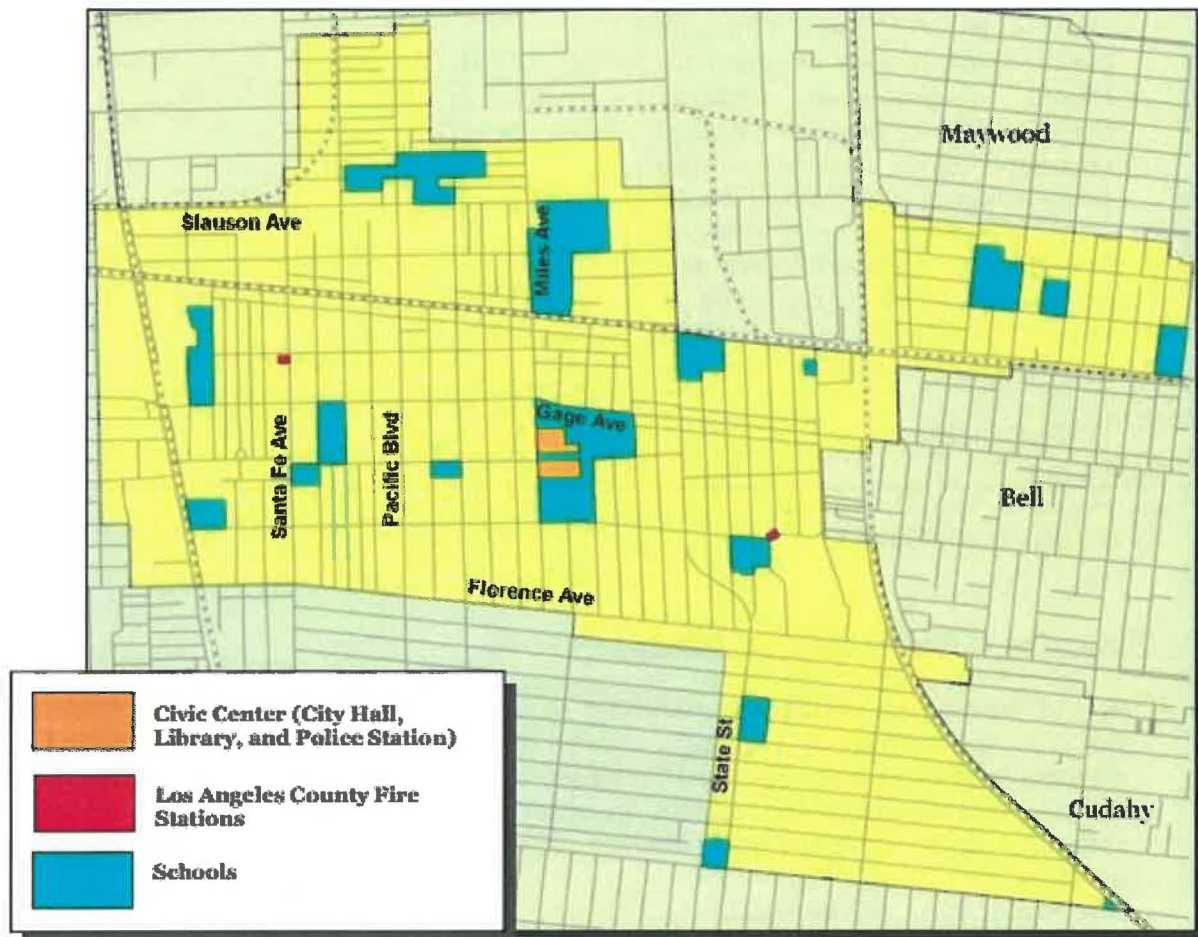 Maywood
Slauson Ave
Miles Ave
Gage Ave
Santa Fe Ave
Pacific Blvd
Bell
Florence Ave
State St
Cudahy
Civic Center (City Hall,
Library, and Police Station)
Los Angeles County Fire
Stations
Schools